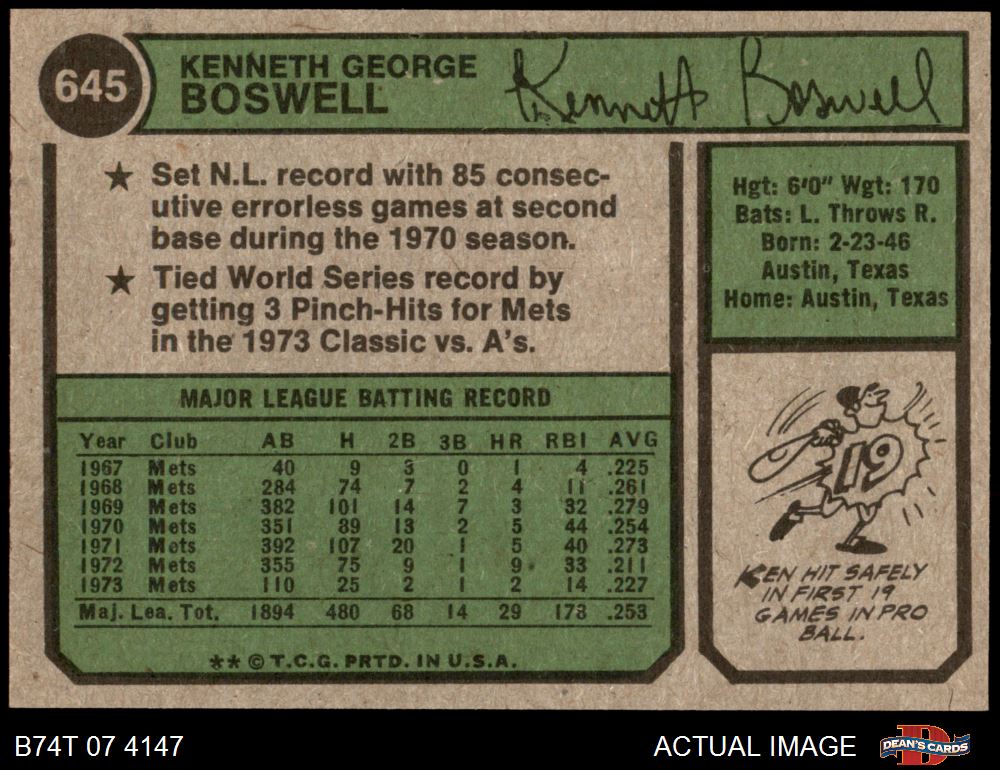 645
KENNETH GEORGE
BOSWELL
Kenneth Boswell
★ Set N.L. record with 85 consec-
utive errorless games at second
base during the 1970 season.
★ Tied World Series record by
getting 3 Pinch-Hits for Mets
in the 1973 Classic vs. A's.
Hgt: 6'0" Wgt: 170
Bats: L. Throws R.
Born: 2-23-46
Austin, Texas
Home: Austin, Texas
MAJOR LEAGUE BATTING RECORD
Year Club AB H 2B 3B HR RBI AVG
1967 Mets 40 9 3 0 1 4 .225
1968 Mets 284 74 7 2 4 11 .261
1969 Mets 382 101 14 7 3 32 .279
1970 Mets 351 89 13 2 5 44 .254
1971 Mets 392 107 20 1 5 40 .273
1972 Mets 355 75 9 1 9 33 .211
1973 Mets 110 25 2 1 2 14 .227
Maj. Lea. Tot. 1894 480 68 14 29 178 .253
** © T.C.G. PRTD. IN U.S.A.
19
KEN HIT SAFELY
IN FIRST 19
GAMES IN PRO
BALL.
B74T 07 4147
ACTUAL IMAGE
D
DEAN'S CARDS